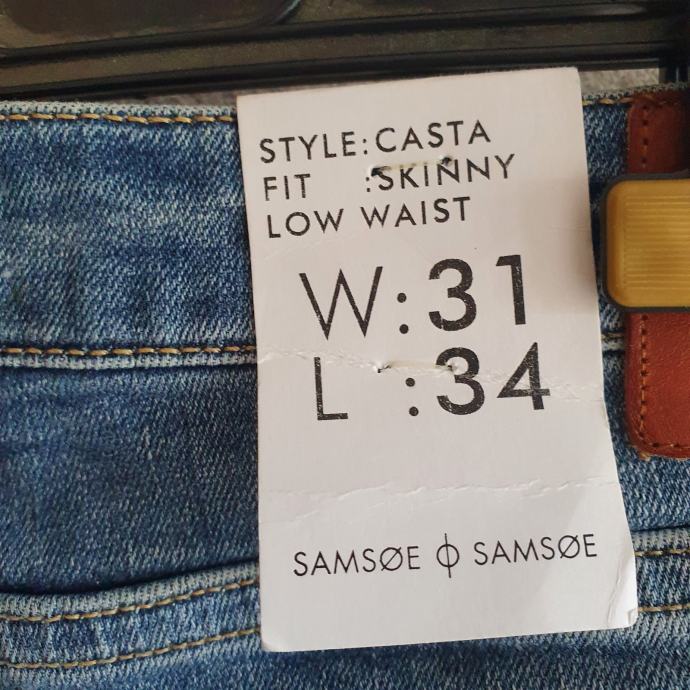 STYLE:CASTA
FIT :SKINNY
LOW WAIST
W:31
L :34
SAMSØE ϕ SAMSØE